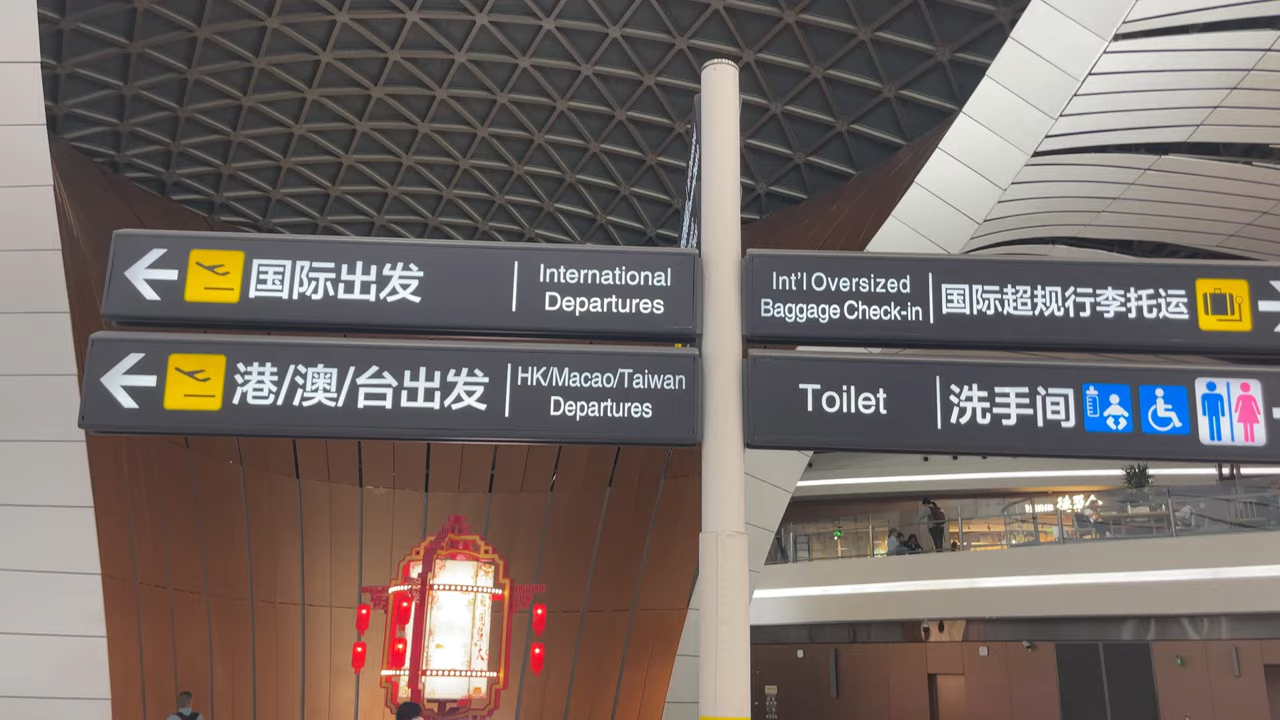 国际出发
International
Departures
港/澳/台出发
HK/Macao/Taiwan
Departures
Int'l Oversized
Baggage Check-in
国际超规行李托运
Toilet
洗手间